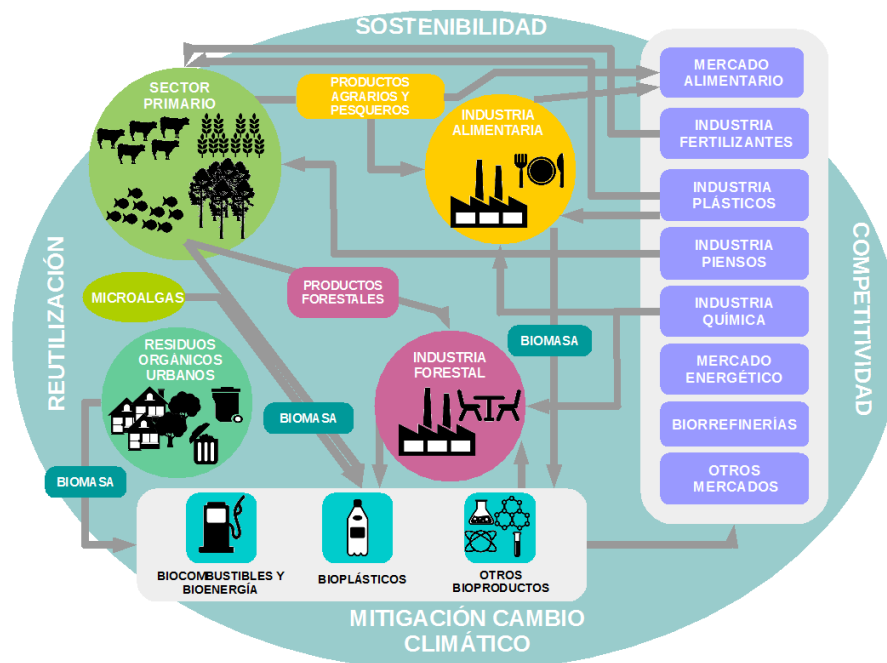 SOSTENIBILIDAD
SECTOR
PRIMARIO
PRODUCTOS
AGRARIOS Y
PESQUEROS
INDUSTRIA
ALIMENTARIA
MERCADO
ALIMENTARIO
INDUSTRIA
FERTILIZANTES
INDUSTRIA
PLÁSTICOS
INDUSTRIA
PIENSOS
INDUSTRIA
QUÍMICA
MERCADO
ENERGÉTICO
BIORREFINERÍAS
OTROS
MERCADOS
COMPETITIVIDAD
REUTILIZACIÓN
MICROALGAS
PRODUCTOS
FORESTALES
RESIDUOS
ORGÁNICOS
URBANOS
INDUSTRIA
FORESTAL
BIOMASA
BIOMASA
BIOMASA
BIOCOMBUSTIBLES Y
BIOENERGÍA
BIOPLÁSTICOS
OTROS
BIOPRODUCTOS
MITIGACIÓN CAMBIO
CLIMÁTICO